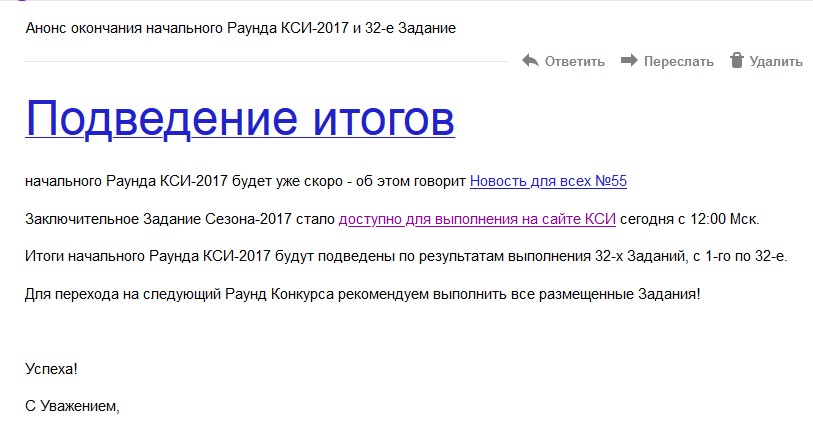 Анонс окончания начального Раунда КСИ-2017 и 32-е Задание
Ответить Переслать Удалить
Подведение итогов
начального Раунда КСИ-2017 будет уже скоро - об этом говорит Новость для всех №55
Заключительное Задание Сезона-2017 стало доступно для выполнения на сайте КСИ сегодня с 12:00 Мск.
Итоги начального Раунда КСИ-2017 будут подведены по результатам выполнения 32-х Заданий, с 1-го по 32-е.
Для перехода на следующий Раунд Конкурса рекомендуем выполнить все размещенные Задания!
Успеха!
С Уважением,